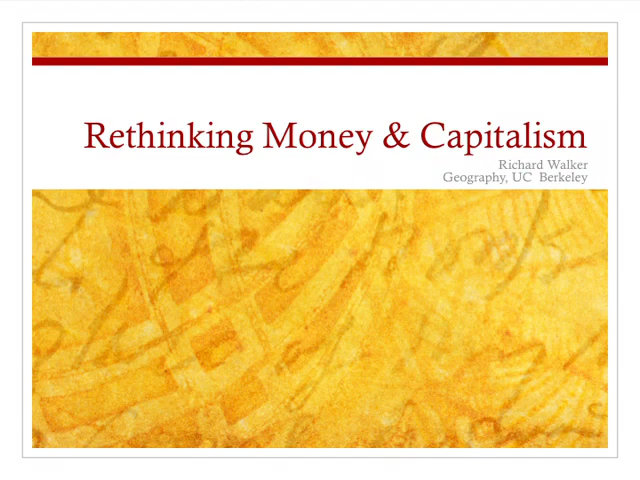 Rethinking Money & Capitalism
Richard Walker
Geography, UC Berkeley